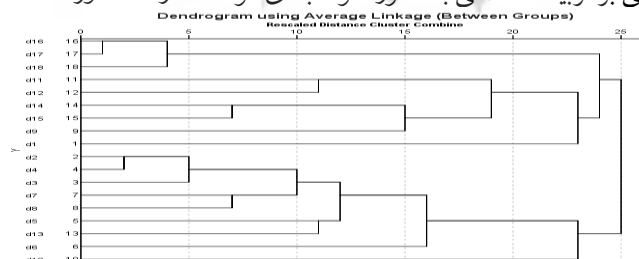 Dendrogram using Average Linkage (Between Groups)
Rescaled Distance Cluster Combine
0 5 10 15 20 25
d16 16
d17 17
d18 18
d11 11
d12 12
d14 14
d15 15
d9 9
d1 1
d2 2
d4 4
d3 3
d7 7
d8 8
d5 5
d13 13
d6 6
Y